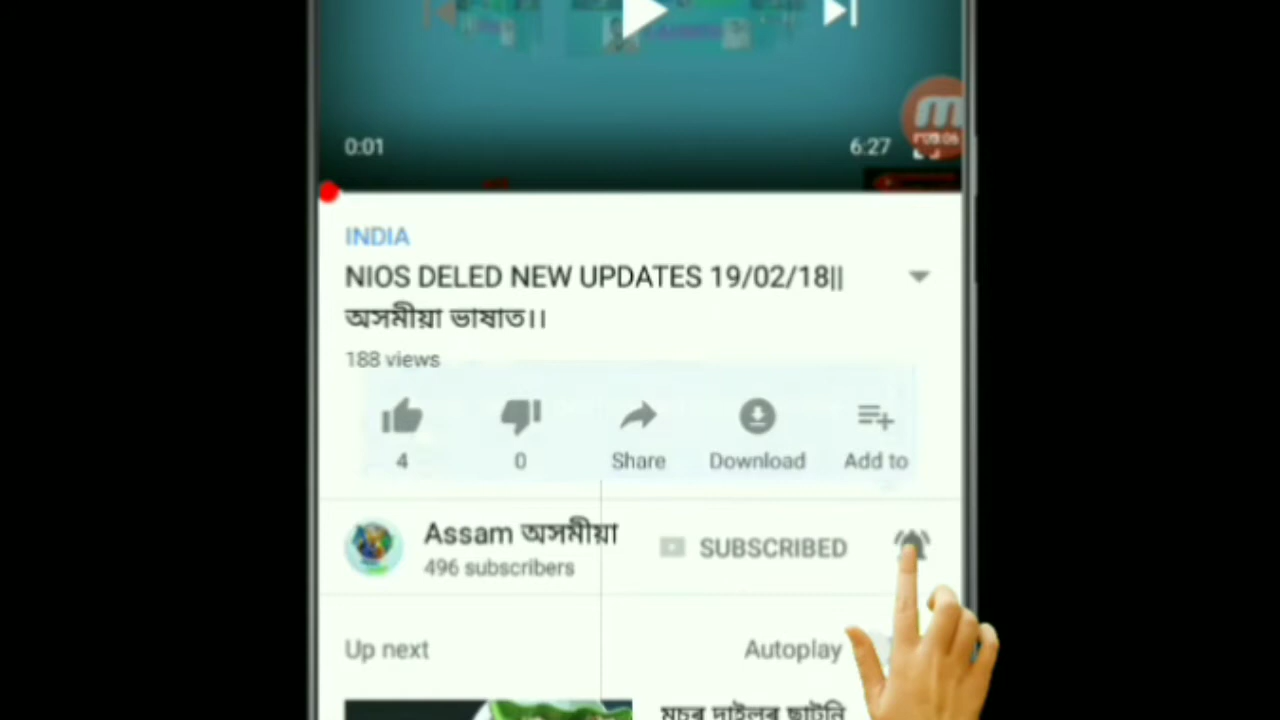 0:01
6:27
INDIA
NIOS DELED NEW UPDATES 19/02/18||
অসমীয়া ভাষাত।।
188 views
4
0
Share
Download
Add to
Assam অসমীয়া
496 subscribers
SUBSCRIBED
Up next
Autoplay